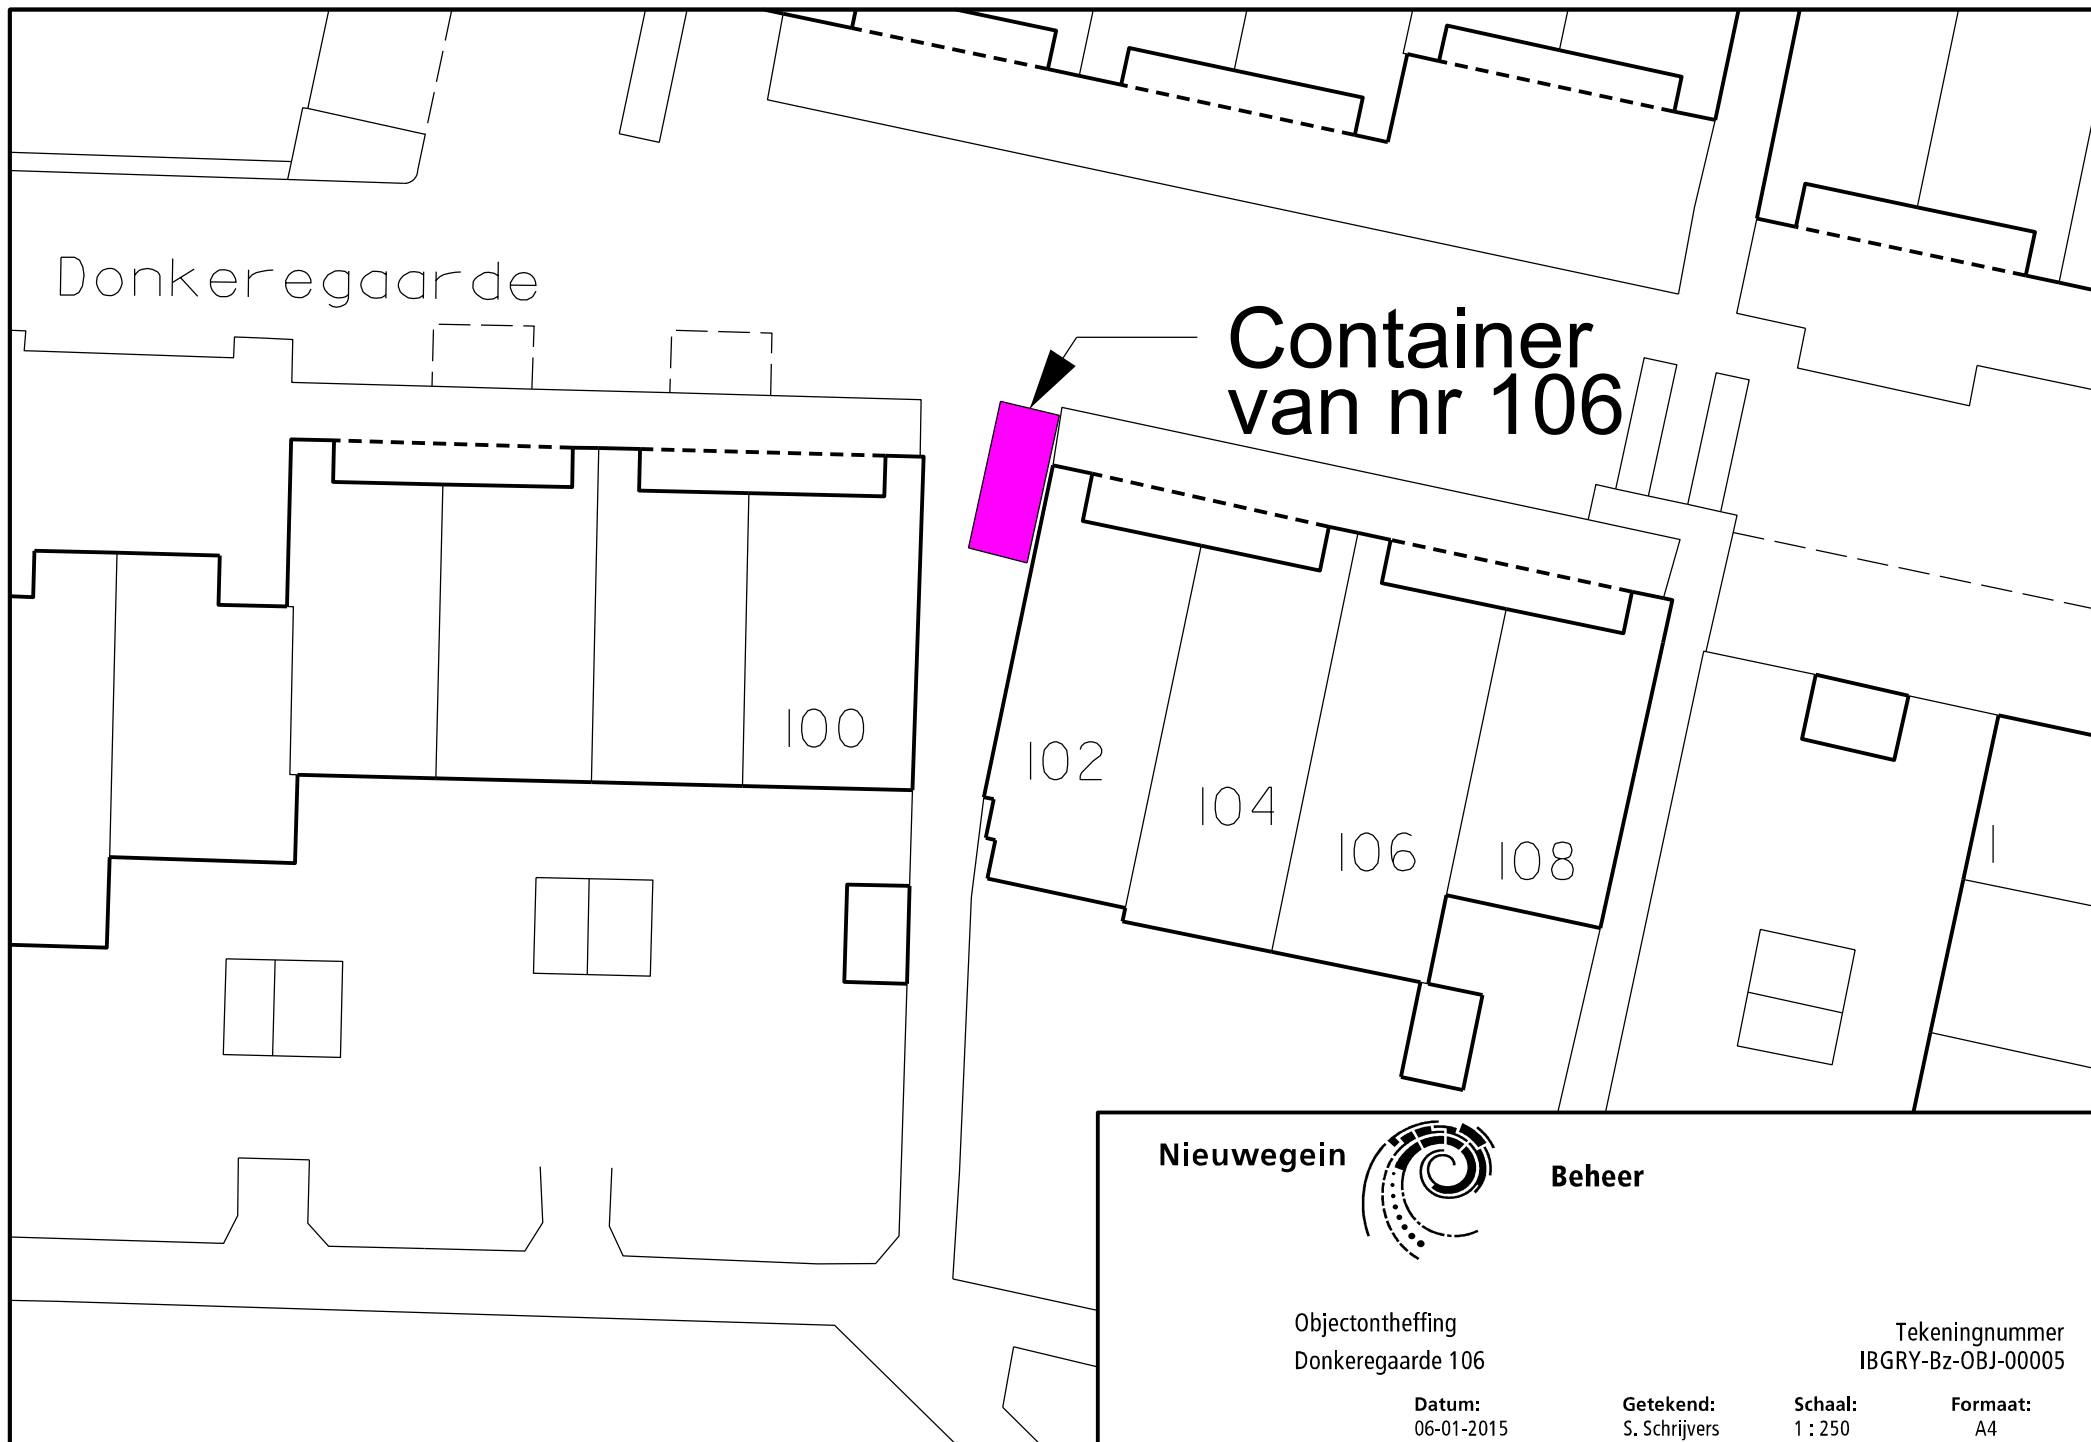 Donkeregaarde
Container
van nr 106
100
102
104
106
108
1
Nieuwegein
Beheer
Objectontheffing
Donkeregaarde 106
Tekeningnummer
IBGRY-Bz-OBJ-00005
Datum: Getekend: Schaal: Formaat:
06-01-2015 S. Schrijvers 1 : 250 A4